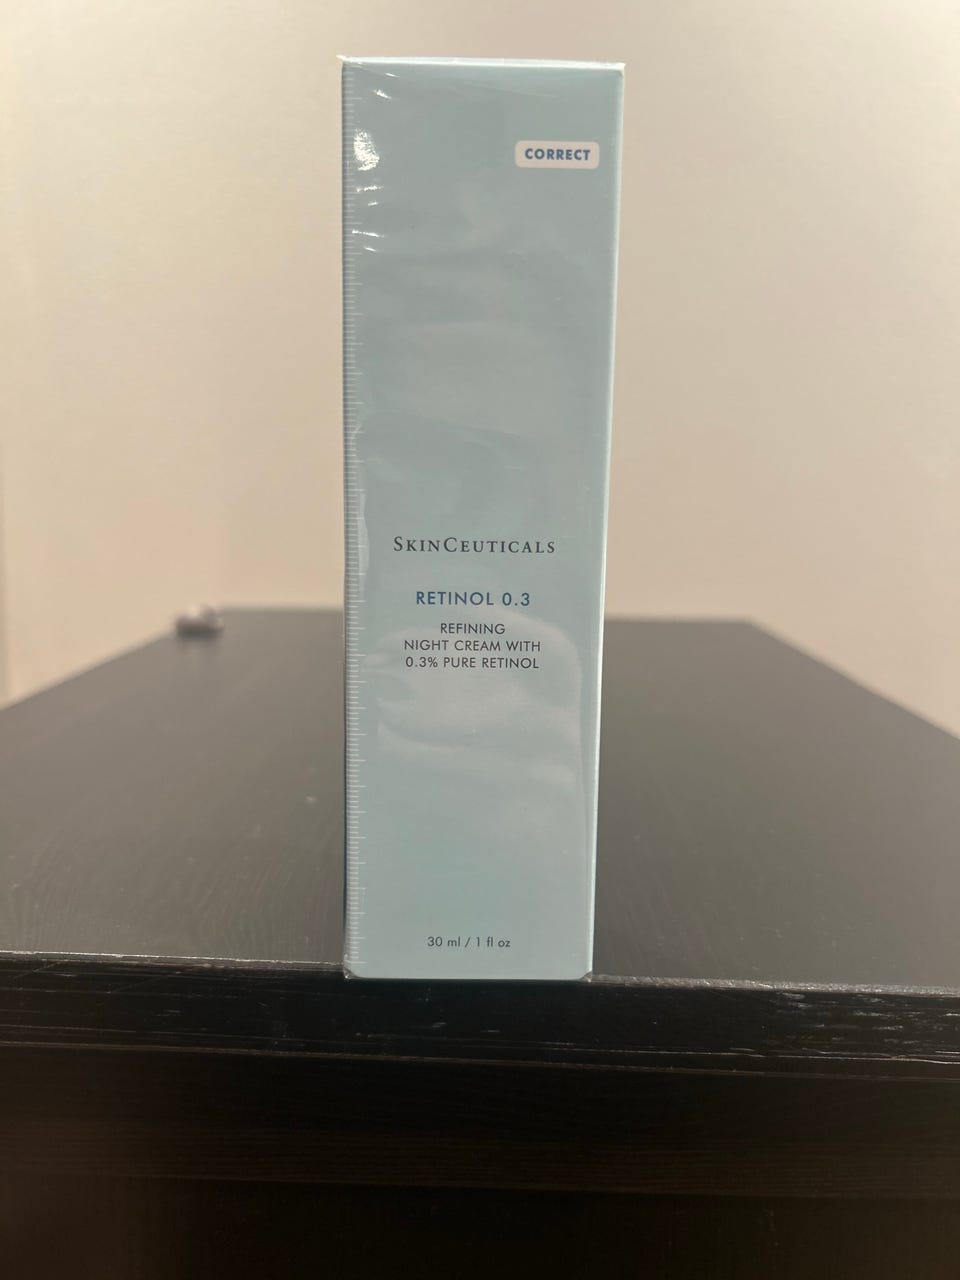 CORRECT
SKINCEUTICALS
RETINOL 0.3
REFINING
NIGHT CREAM WITH
0.3% PURE RETINOL
30 ml / 1 fl oz